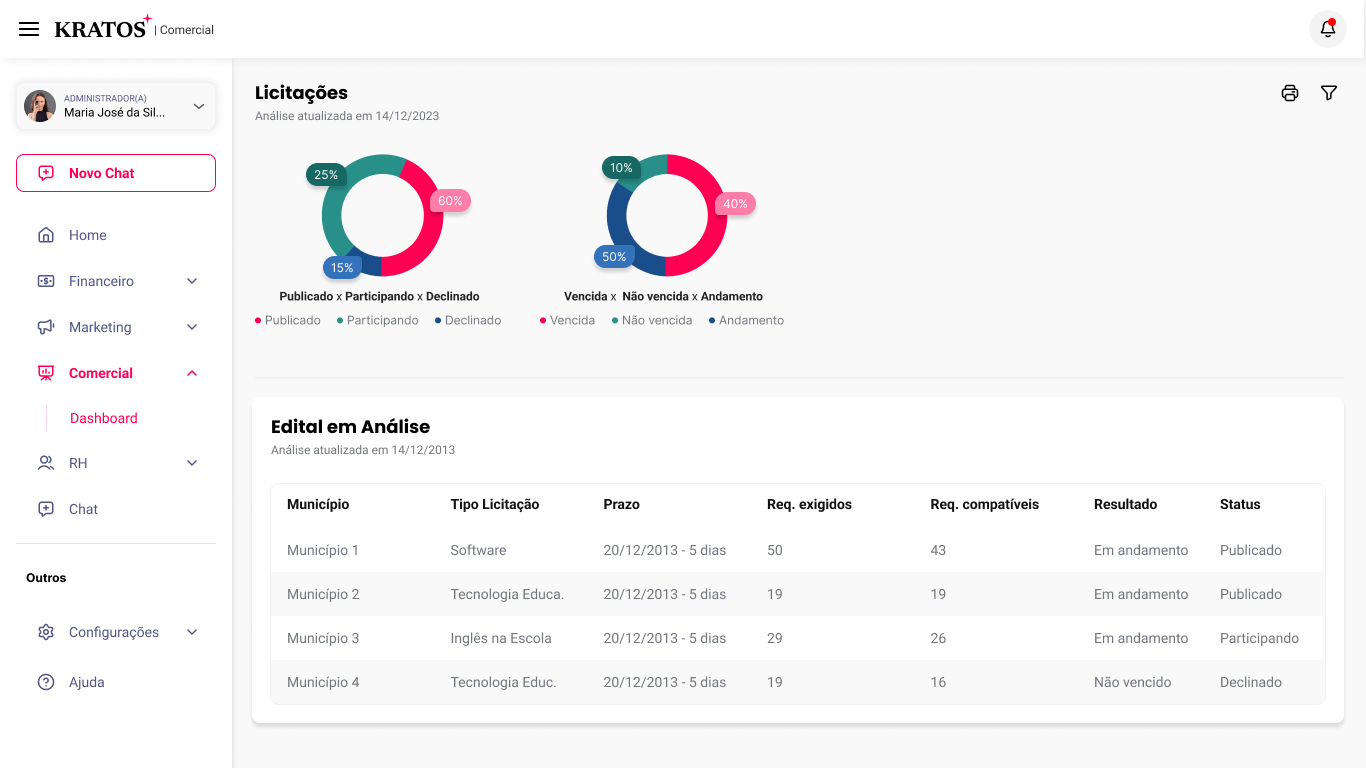 KRATOS | Comercial
ADMINISTRADOR(A)
Maria José da Sil...
Novo Chat
Home
Financeiro
Marketing
Comercial
Dashboard
RH
Chat
Outros
Configurações
Ajuda
Licitações
Análise atualizada em 14/12/2023
25%
60%
15%
Publicado x Participando x Declinado
Publicado Participando Declinado
10%
40%
50%
Vencida x Não vencida x Andamento
Vencida Não vencida Andamento
Edital em Análise
Análise atualizada em 14/12/2013
Município Tipo Licitação Prazo Req. exigidos Req. compatíveis Resultado Status
Município 1 Software 20/12/2013 - 5 dias 50 43 Em andamento Publicado
Município 2 Tecnologia Educa. 20/12/2013 - 5 dias 19 19 Em andamento Publicado
Município 3 Inglês na Escola 20/12/2013 - 5 dias 29 26 Em andamento Participando
Município 4 Tecnologia Educ. 20/12/2013 - 5 dias 19 16 Não vencido Declinado